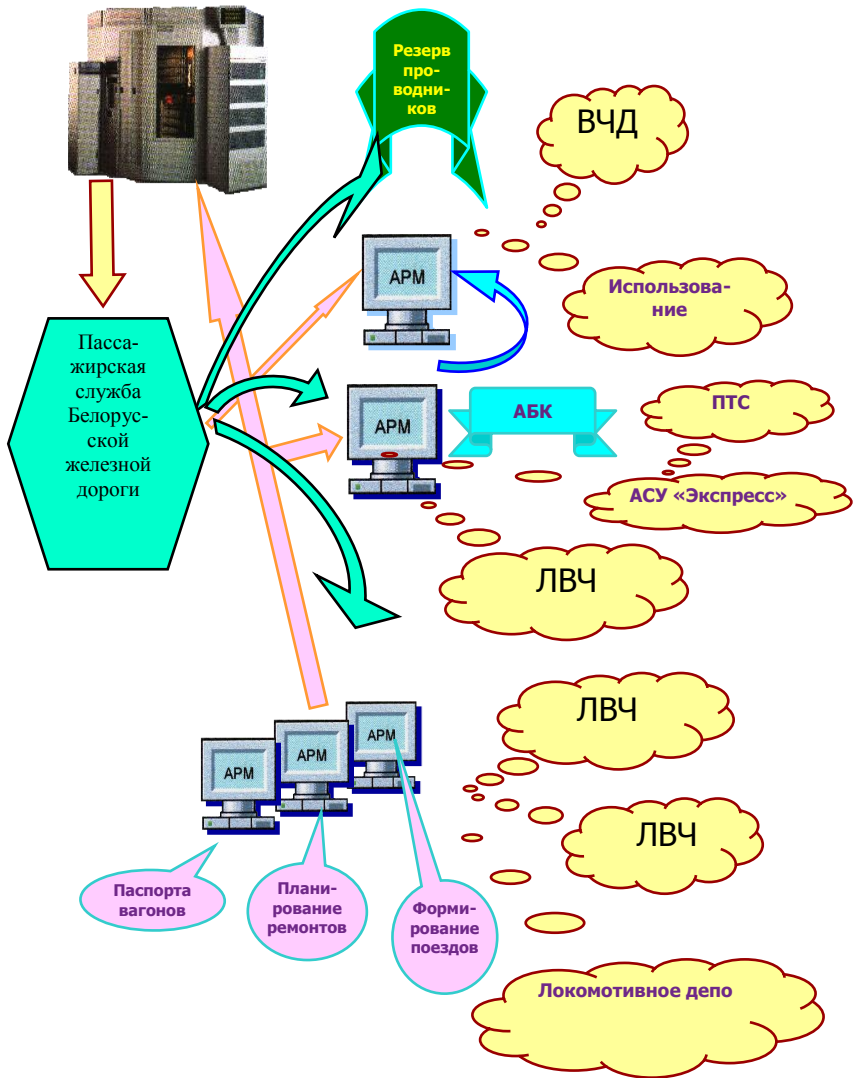 Резерв
про-
водни-
ков
ВЧД
АРМ
Использова-
ние
Пасса-
жирская
служба
Белорус-
ской
железной
дороги
АРМ
АБК
ПТС
АСУ «Экспресс»
ЛВЧ
ЛВЧ
АРМ
АРМ
АРМ
ЛВЧ
Паспорта
вагонов
Плани-
рование
ремонтов
Форми-
рование
поездов
Локомотивное депо